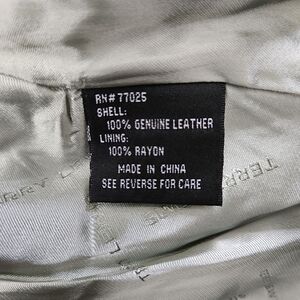 RN# 77025
SHELL:
100% GENUINE LEATHER
LINING:
100% RAYON
MADE IN CHINA
SEE REVERSE FOR CARE